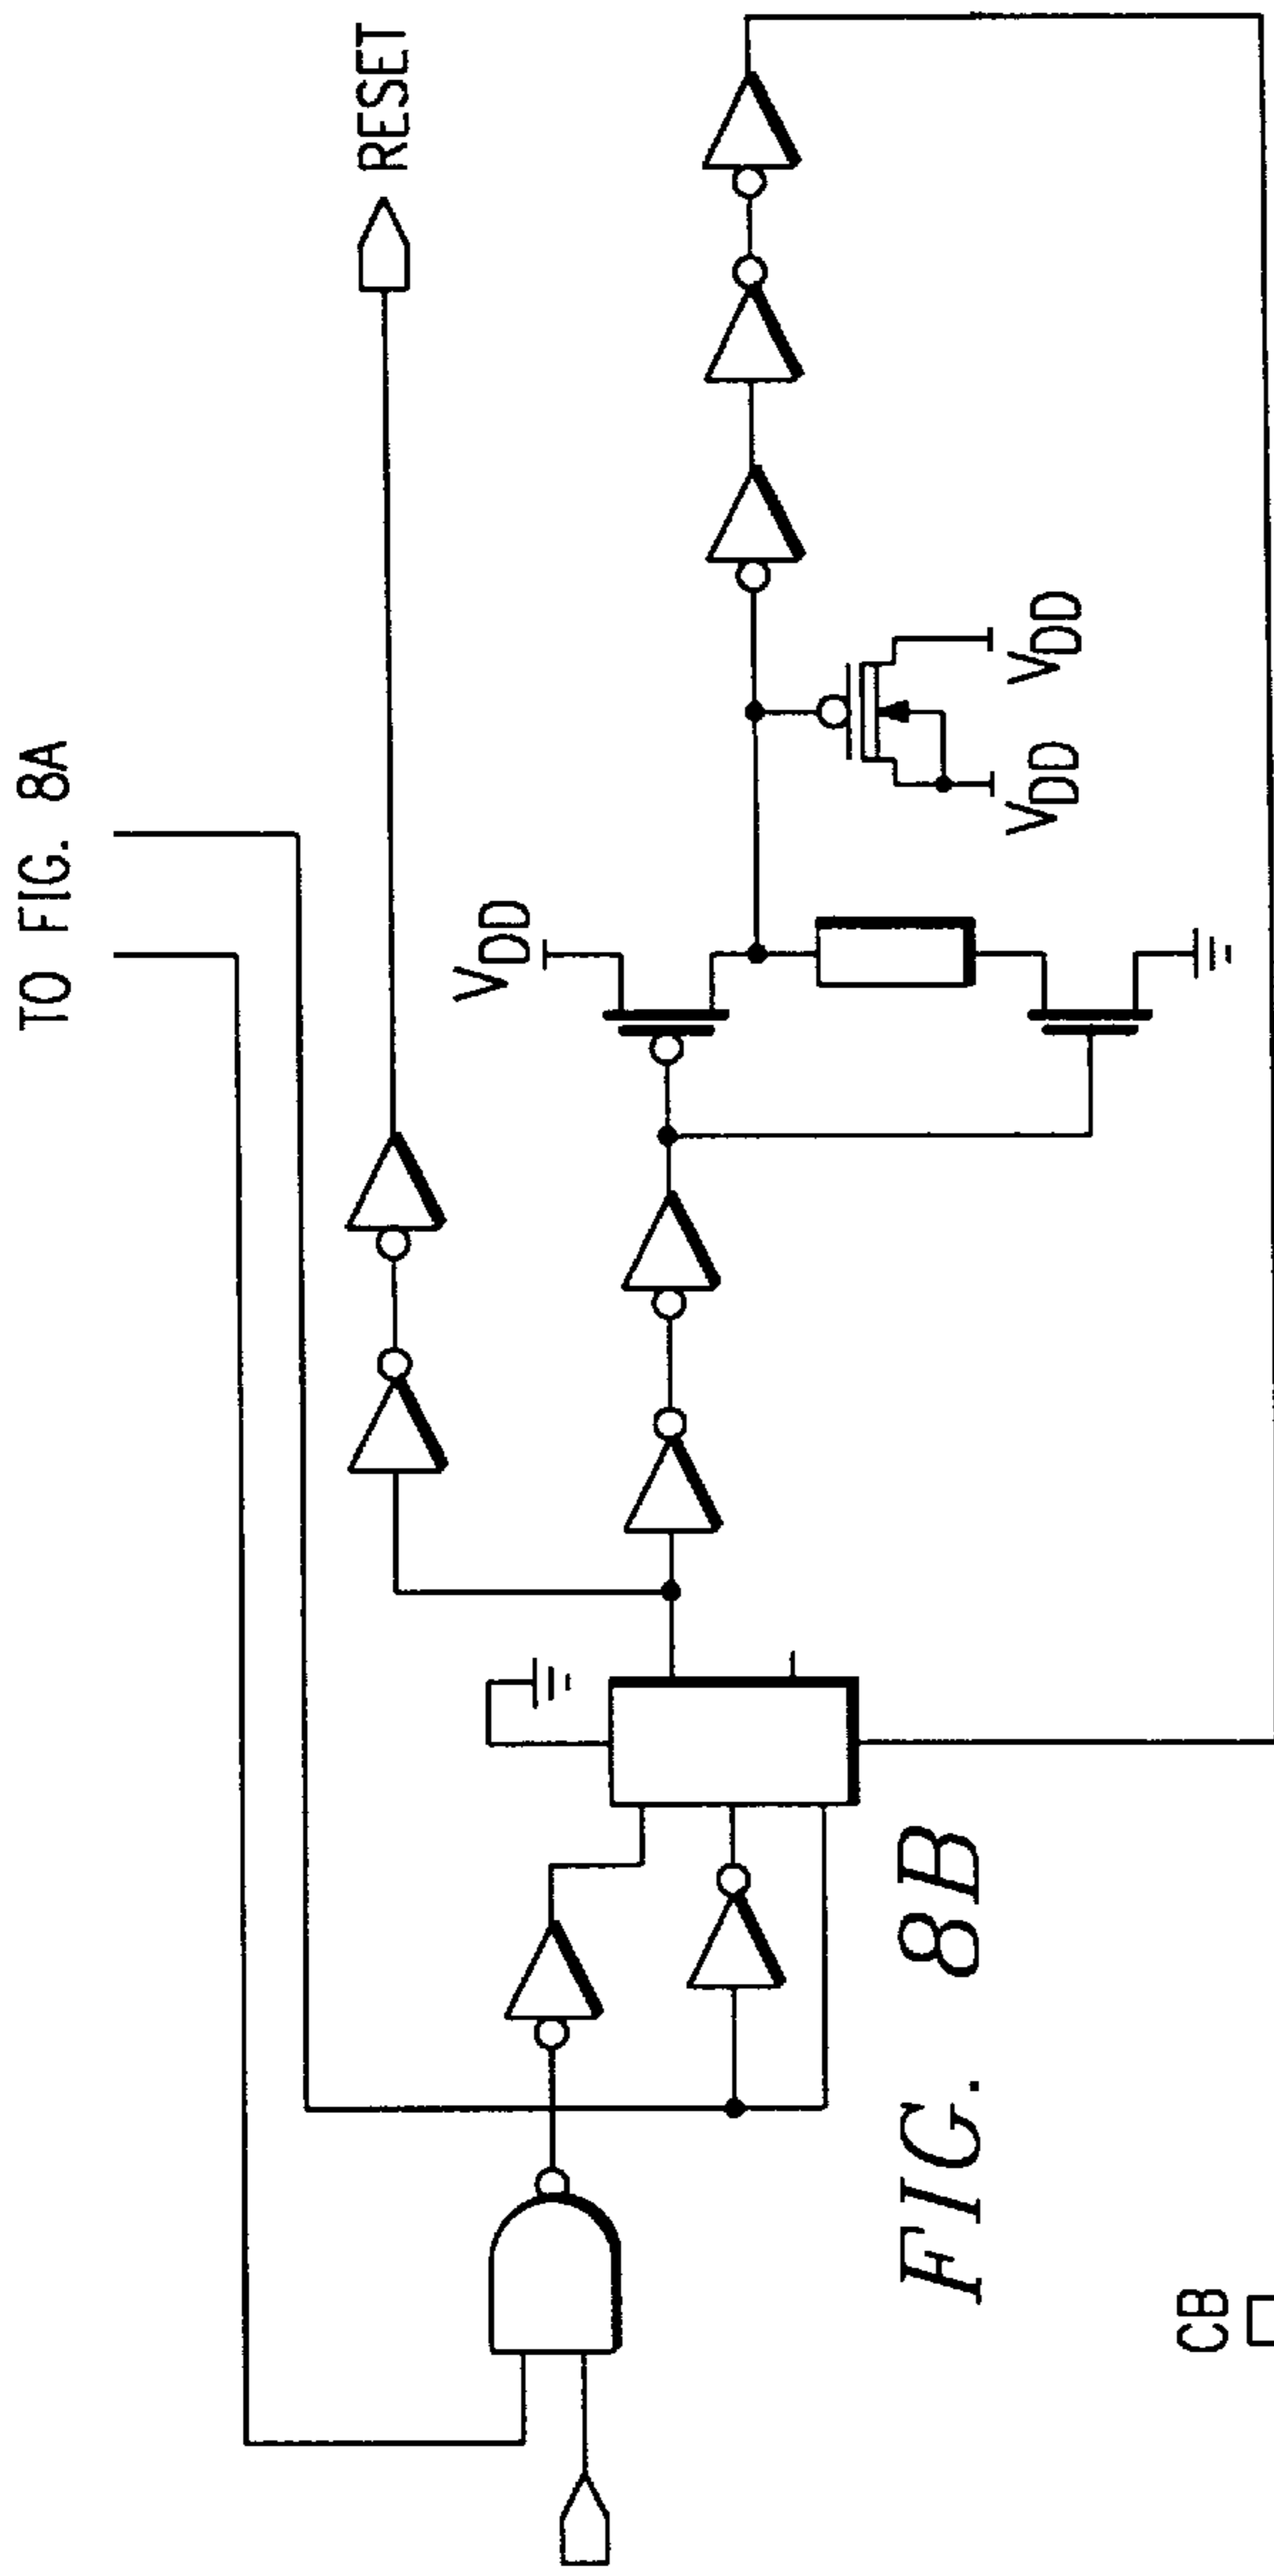 TO FIG. 8A
RESET
VDD
VDD
VDD
FIG. 8B
CB